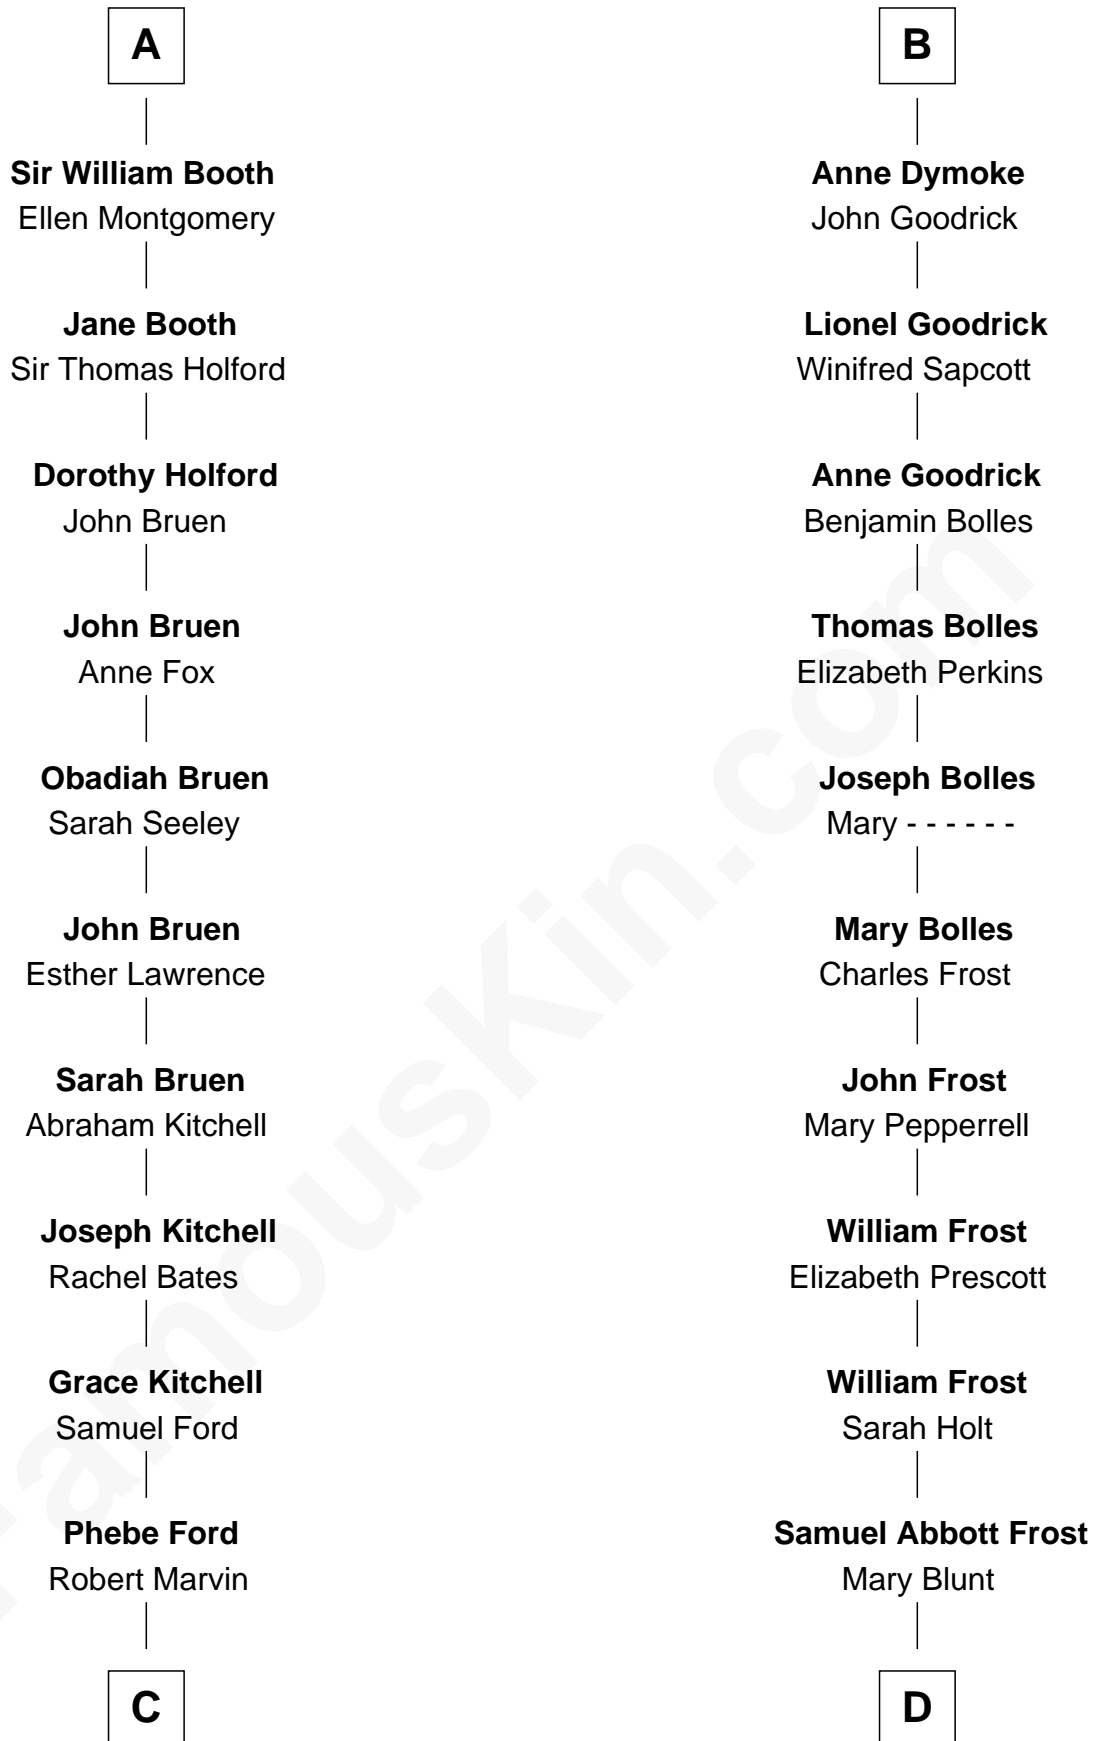 A
Sir William Booth
Ellen Montgomery
Jane Booth
Sir Thomas Holford
Dorothy Holford
John Bruen
John Bruen
Anne Fox
Obadiah Bruen
Sarah Seeley
John Bruen
Esther Lawrence
Sarah Bruen
Abraham Kitchell
Joseph Kitchell
Rachel Bates
Grace Kitchell
Samuel Ford
Phebe Ford
Robert Marvin
C
B
Anne Dymoke
John Goodrick
Lionel Goodrick
Winifred Sapcott
Anne Goodrick
Benjamin Bolles
Thomas Bolles
Elizabeth Perkins
Joseph Bolles
Mary - - - - - -
Mary Bolles
Charles Frost
John Frost
Mary Pepperrell
William Frost
Elizabeth Prescott
William Frost
Sarah Holt
Samuel Abbott Frost
Mary Blunt
D
FamousKin.com